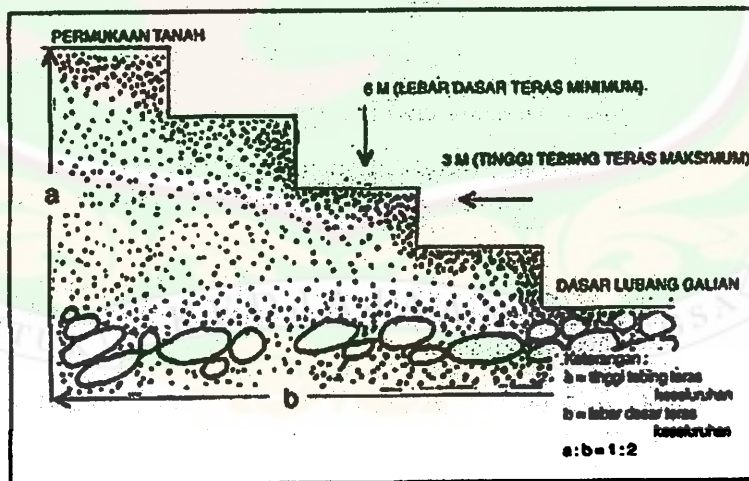 PERMUKAAN TANAH
6 M (LEBAR DASAR TERAS MINIMUM).
3 M (TINGGI TEBING TERAS MAKSIMUM)
a
DASAR LUBANG GALIAN
Keterangan :
a = tinggi tebing teras
keseluruhan
b = lebar dasar teras
keseluruhan
a : b = 1 : 2
b